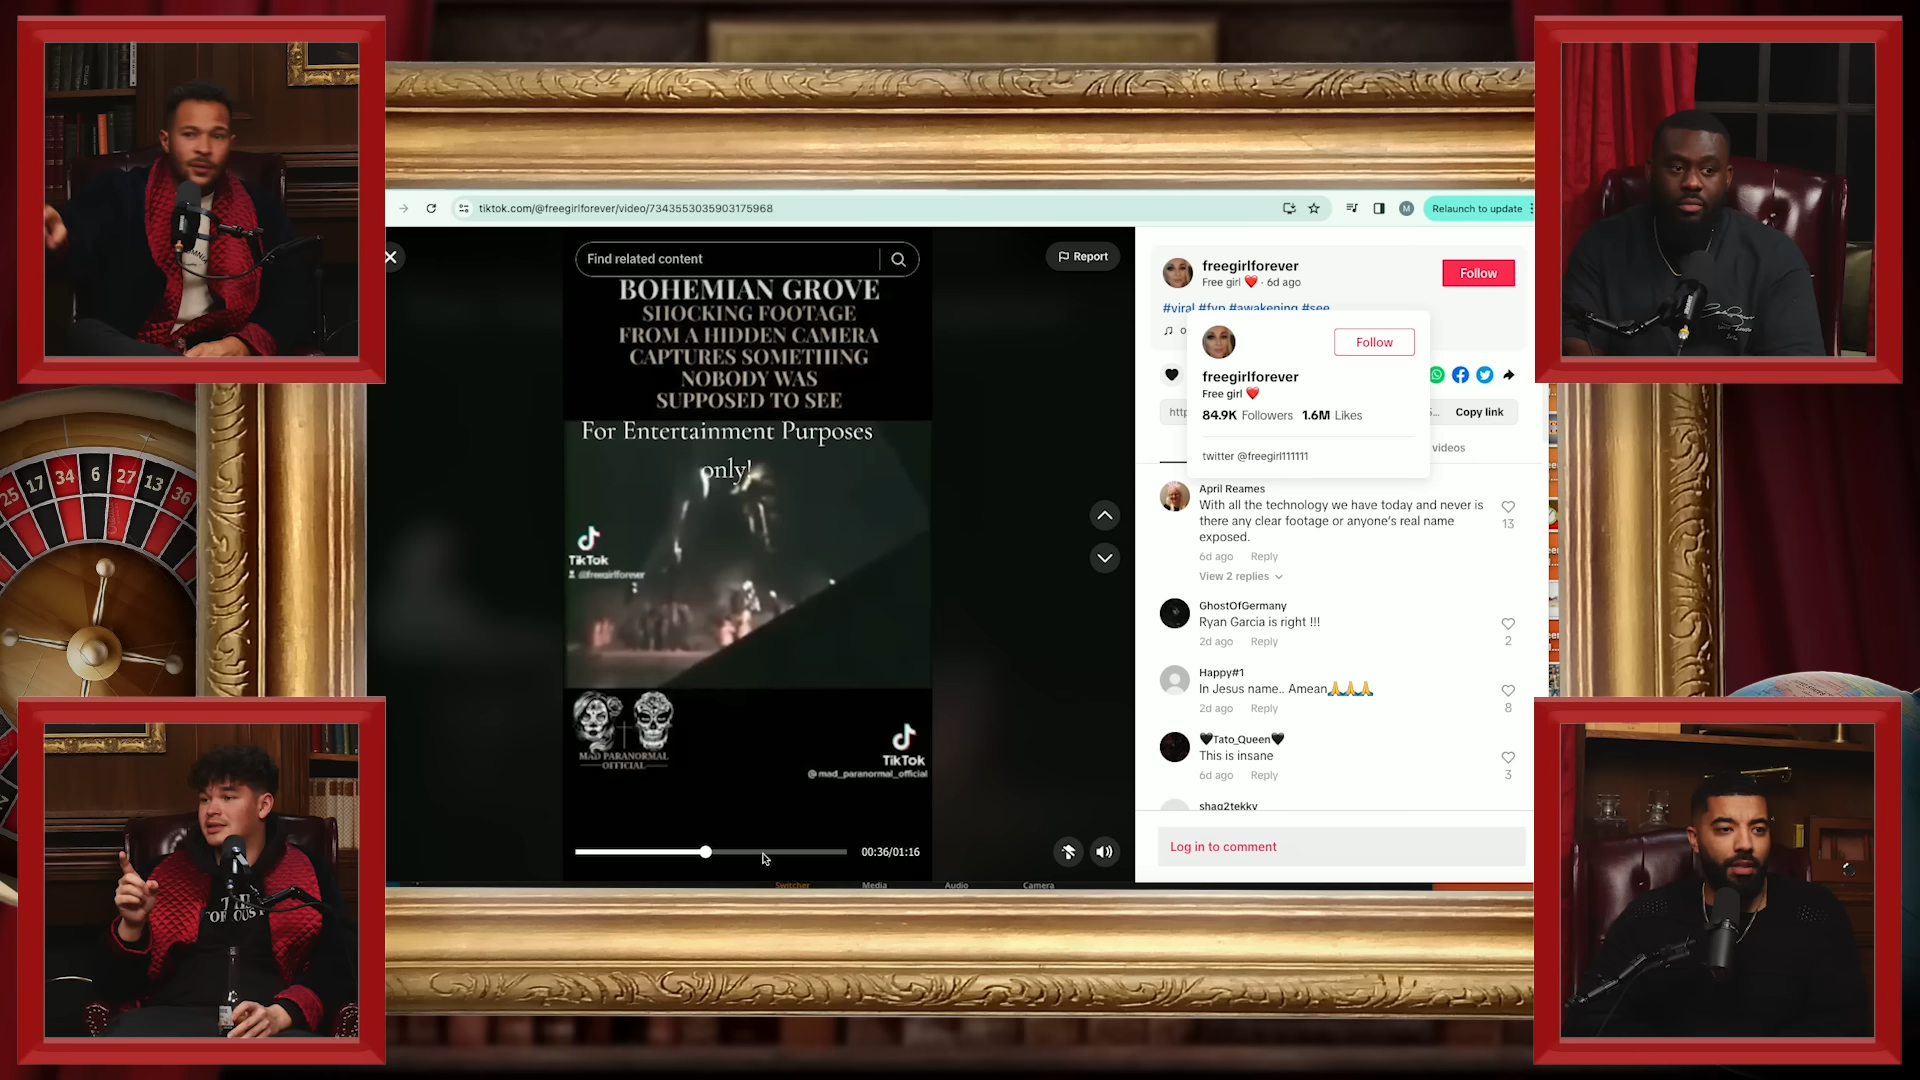 tiktok.com/@freegirlforever/video/7343553035903175968
M
Relaunch to update
Find related content
Report
BOHEMIAN GROVE
SHOCKING FOOTAGE
FROM A HIDDEN CAMERA
CAPTURES SOMETHING
NOBODY WAS
SUPPOSED TO SEE
For Entertainment Purposes
only!
TikTok
@freegirlforever
MAD PARANORMAL
OFFICIAL
TikTok
@mad_paranormal_official
00:36/01:16
freegirlforever
Free girl ❤️ · 6d ago
Follow
#viral #fyp #awakening #see
Follow
freegirlforever
Free girl ❤️
84.9K Followers 1.6M Likes
twitter @freegirl111111
Copy link
videos
April Reames
With all the technology we have today and never is
there any clear footage or anyone's real name
exposed.
13
6d ago Reply
View 2 replies
GhostOfGermany
Ryan Garcia is right !!!
2
2d ago Reply
Happy#1
In Jesus name.. Amean🙏🙏🙏
8
2d ago Reply
🖤Tato_Queen🖤
This is insane
3
6d ago Reply
shaq2tekky
Log in to comment
Switcher Media Audio Camera
25 17 34 6 27 13 36